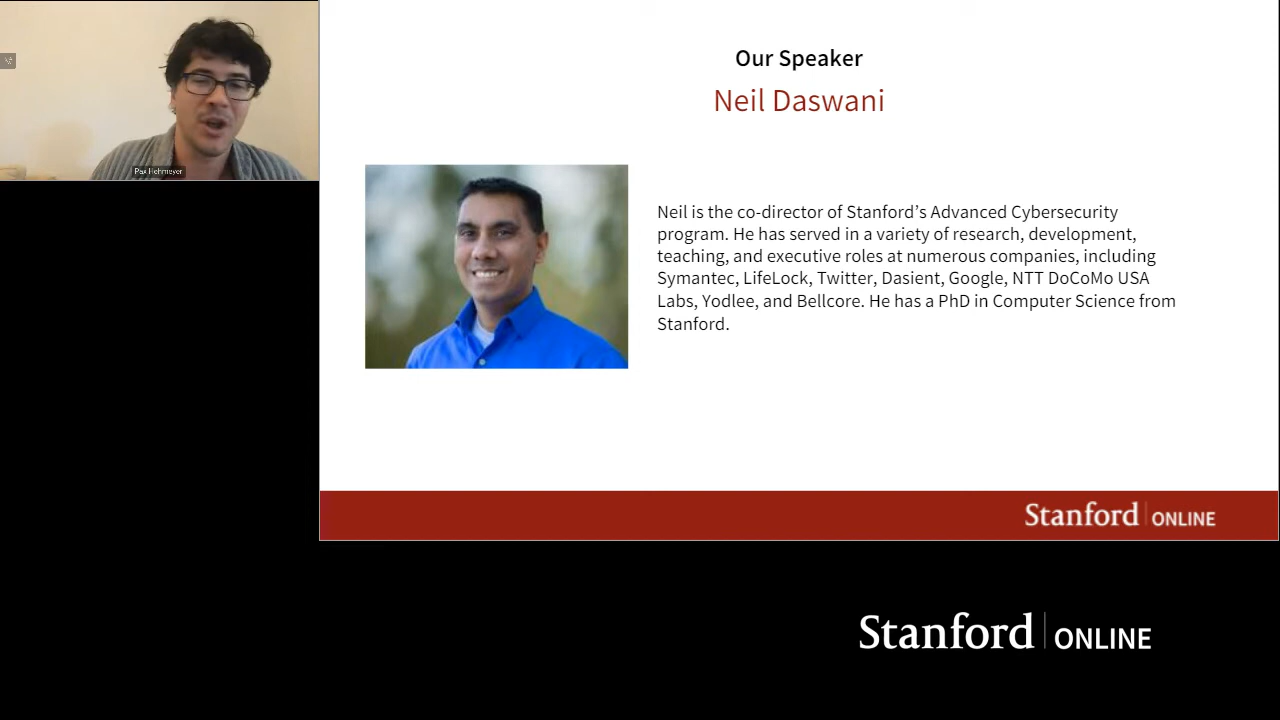 Pax Hehmeyer
Our Speaker
Neil Daswani
Neil is the co-director of Stanford’s Advanced Cybersecurity
program. He has served in a variety of research, development,
teaching, and executive roles at numerous companies, including
Symantec, LifeLock, Twitter, Dasient, Google, NTT DoCoMo USA
Labs, Yodlee, and Bellcore. He has a PhD in Computer Science from
Stanford.
Stanford ONLINE
Stanford ONLINE